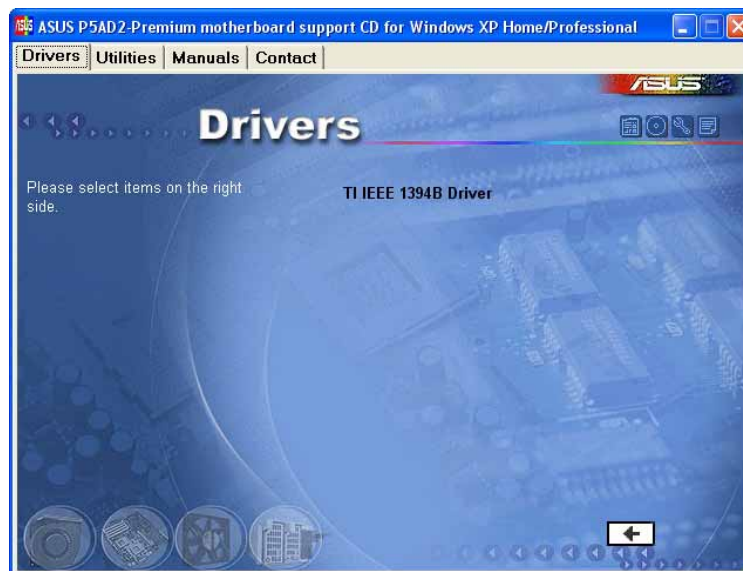 ASUS P5AD2-Premium motherboard support CD for Windows XP Home/Professional
Drivers Utilities Manuals Contact
ASUS
Drivers
Please select items on the right
side.
TI IEEE 1394B Driver